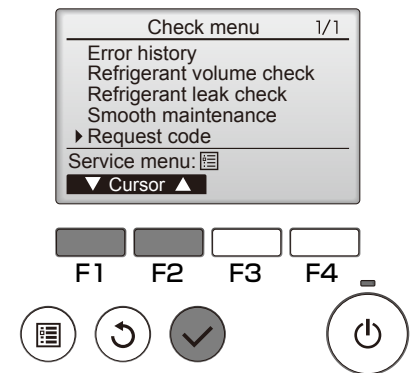 Check menu 1/1
Error history
Refrigerant volume check
Refrigerant leak check
Smooth maintenance
Request code
Service menu:
▼ Cursor ▲
F1 F2 F3 F4